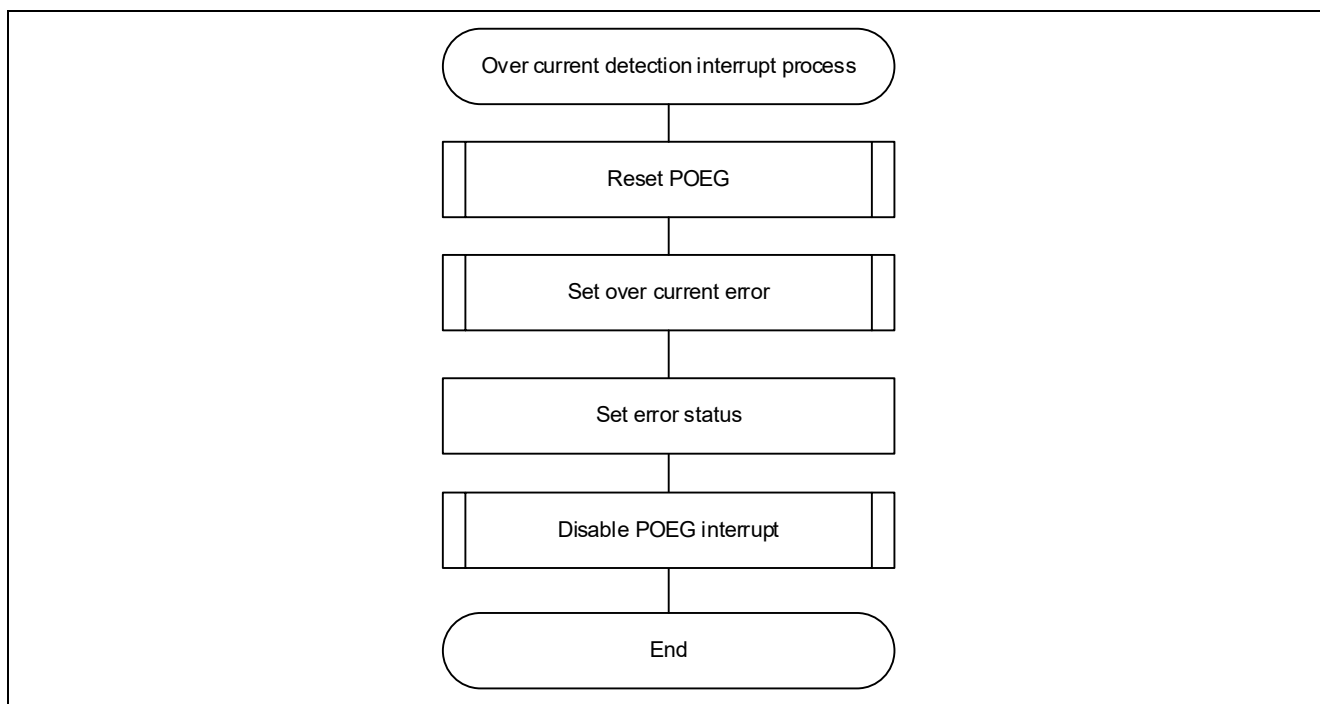 Over current detection interrupt process
Reset POEG
Set over current error
Set error status
Disable POEG interrupt
End